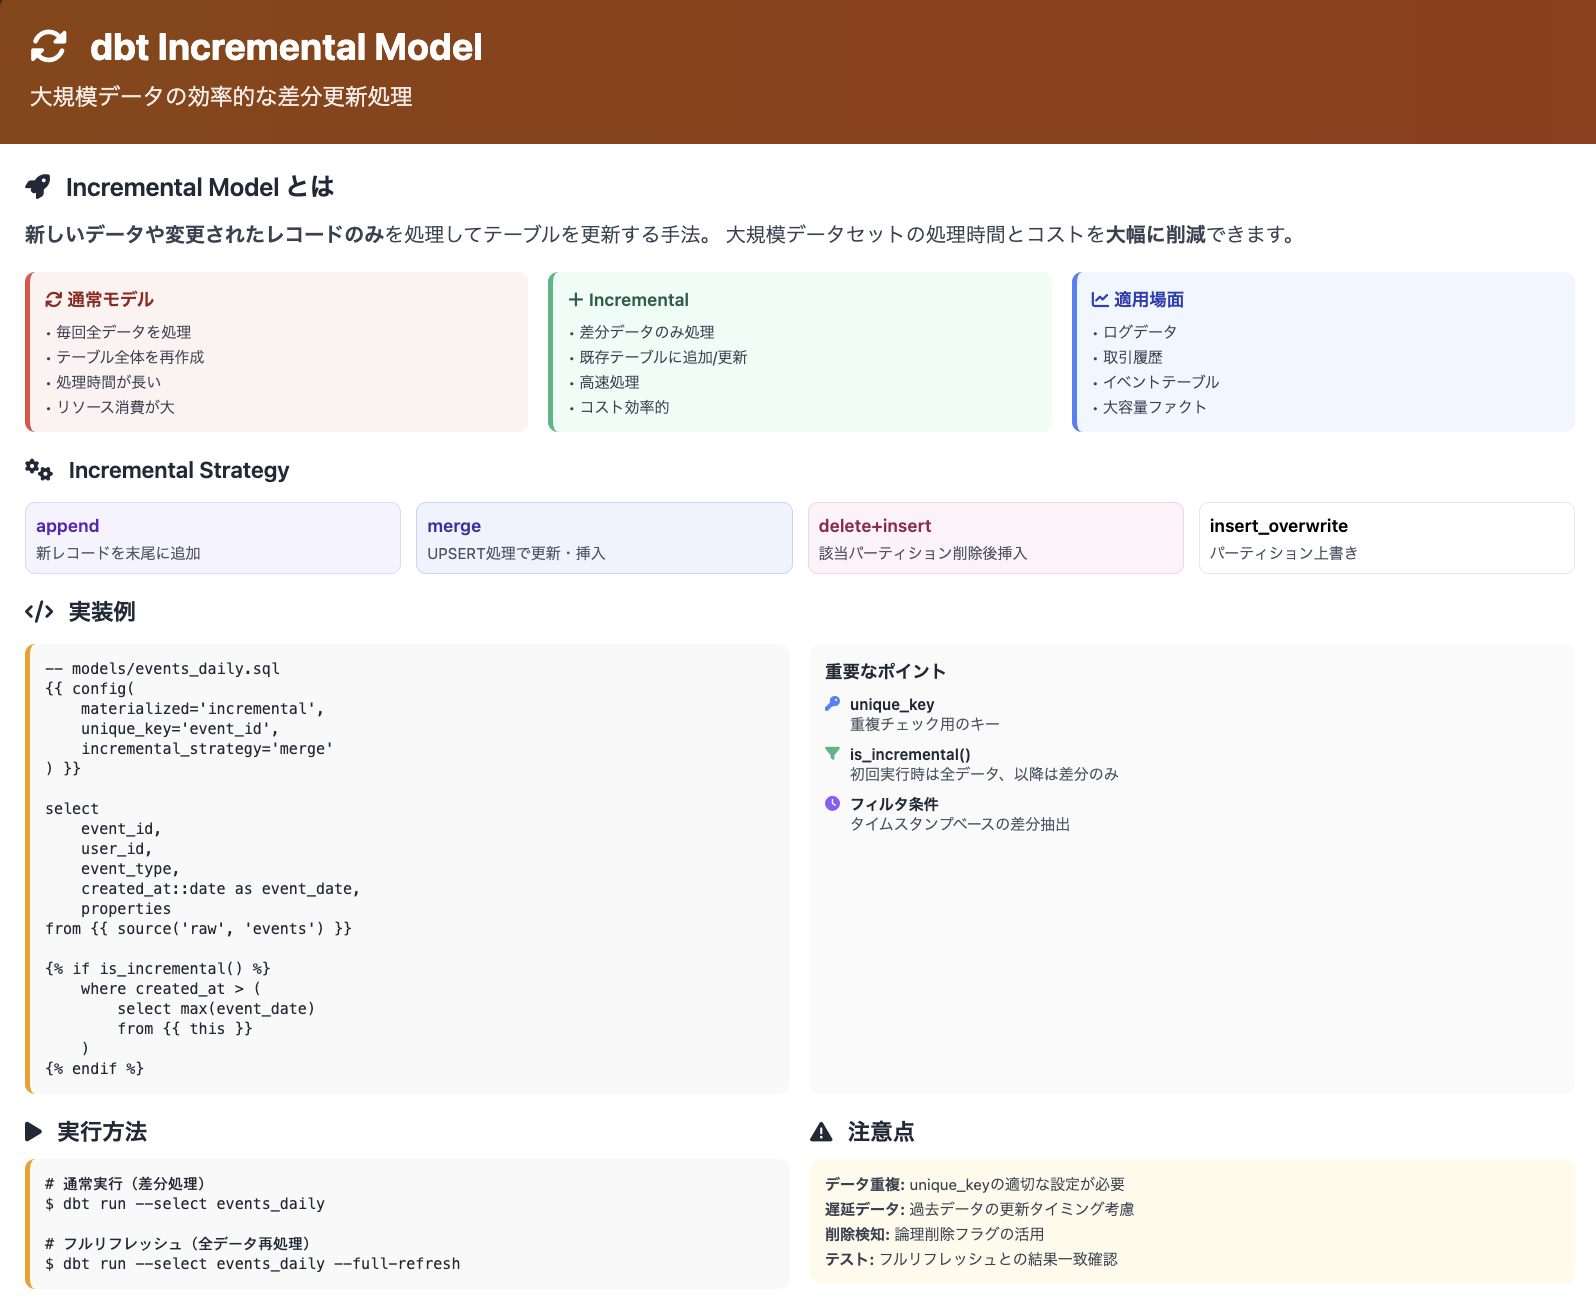 dbt Incremental Model
大規模データの効率的な差分更新処理
Incremental Model とは
新しいデータや変更されたレコードのみを処理してテーブルを更新する手法。 大規模データセットの処理時間とコストを大幅に削減できます。
通常モデル
• 毎回全データを処理
• テーブル全体を再作成
• 処理時間が長い
• リソース消費が大
Incremental
• 差分データのみ処理
• 既存テーブルに追加/更新
• 高速処理
• コスト効率的
適用場面
• ログデータ
• 取引履歴
• イベントテーブル
• 大容量ファクト
Incremental Strategy
append
新レコードを末尾に追加
merge
UPSERT処理で更新・挿入
delete+insert
該当パーティション削除後挿入
insert_overwrite
パーティション上書き
実装例
-- models/events_daily.sql
{{ config(
    materialized='incremental',
    unique_key='event_id',
    incremental_strategy='merge'
) }}
select
    event_id,
    user_id,
    event_type,
    created_at::date as event_date,
    properties
from {{ source('raw', 'events') }}
{% if is_incremental() %}
    where created_at > (
        select max(event_date)
        from {{ this }}
    )
{% endif %}
重要なポイント
unique_key
重複チェック用のキー
is_incremental()
初回実行時は全データ、以降は差分のみ
フィルタ条件
タイムスタンプベースの差分抽出
実行方法
# 通常実行（差分処理）
$ dbt run --select events_daily
# フルリフレッシュ（全データ再処理）
$ dbt run --select events_daily --full-refresh
注意点
データ重複: unique_keyの適切な設定が必要
遅延データ: 過去データの更新タイミング考慮
削除検知: 論理削除フラグの活用
テスト: フルリフレッシュとの結果一致確認